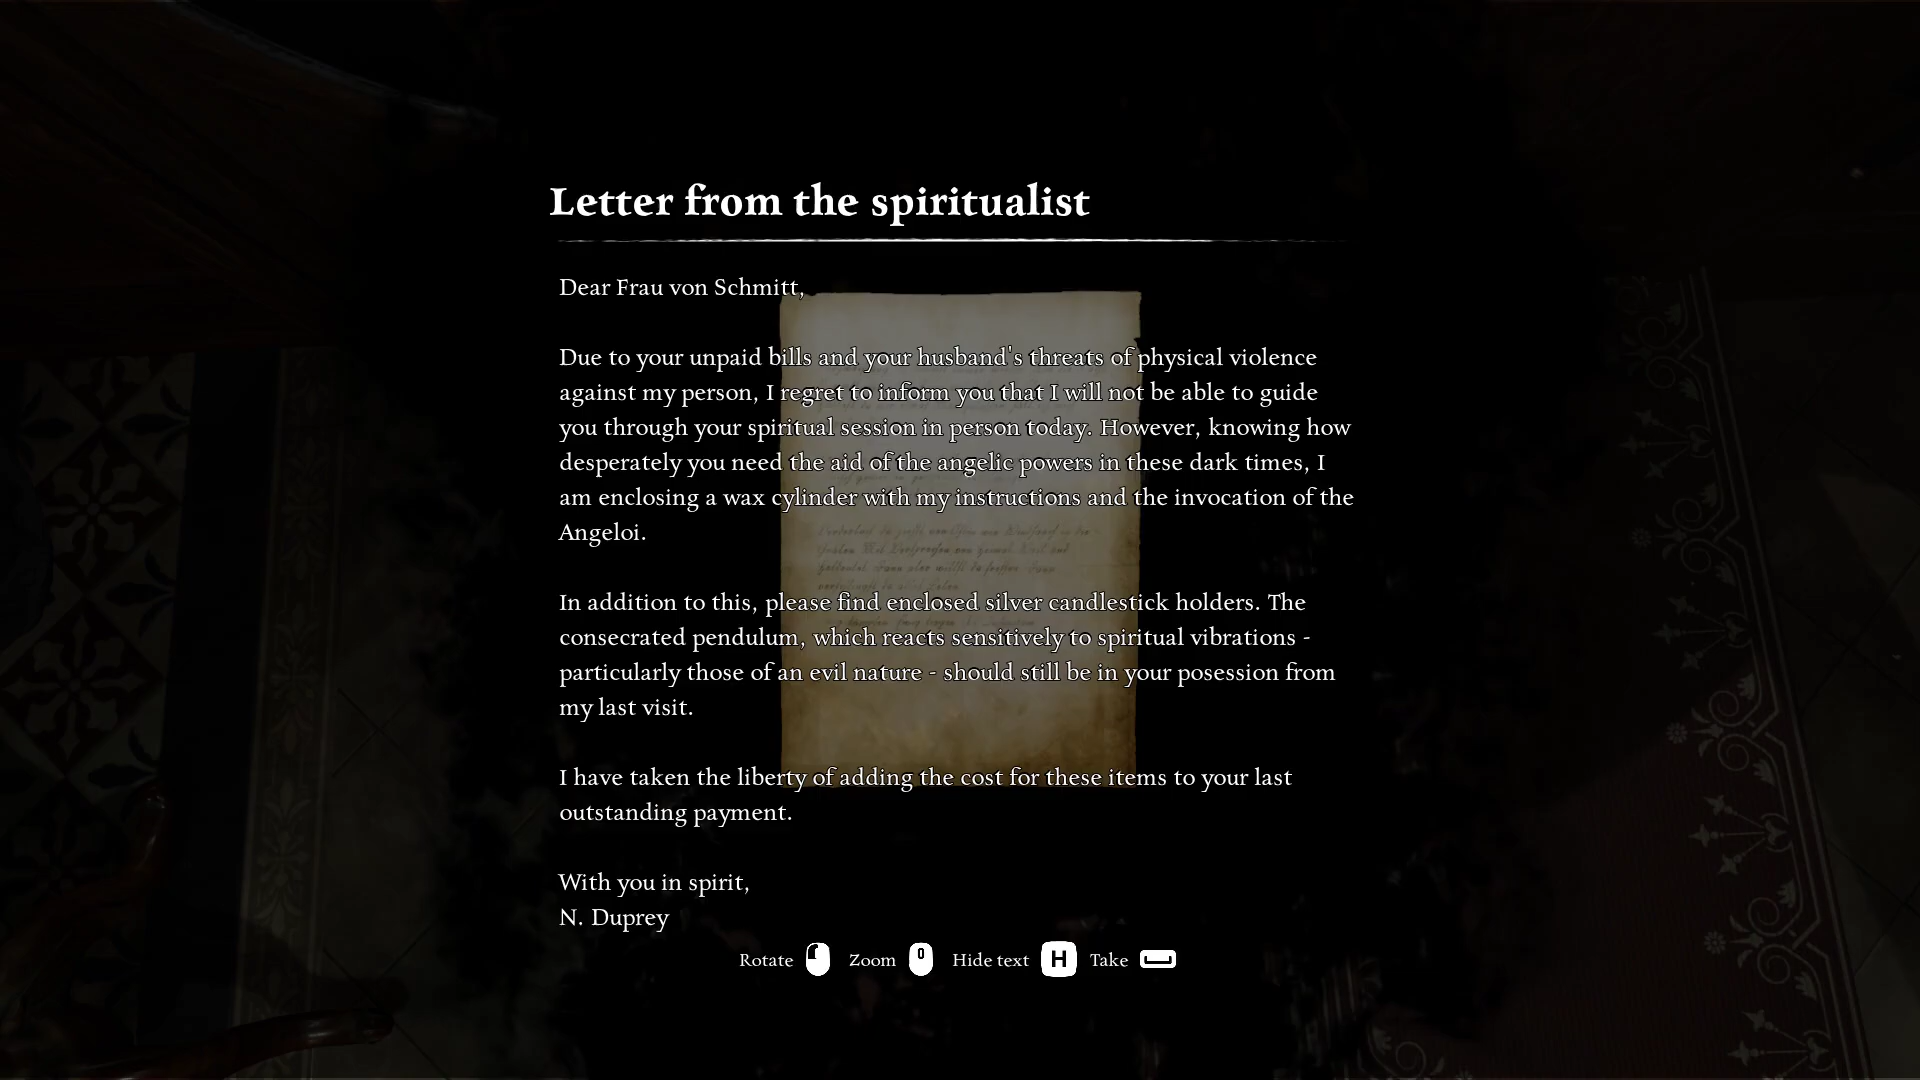 Letter from the spiritualist
Dear Frau von Schmitt,
Due to your unpaid bills and your husband's threats of physical violence
against my person, I regret to inform you that I will not be able to guide
you through your spiritual session in person today. However, knowing how
desperately you need the aid of the angelic powers in these dark times, I
am enclosing a wax cylinder with my instructions and the invocation of the
Angeloi.
In addition to this, please find enclosed silver candlestick holders. The
consecrated pendulum, which reacts sensitively to spiritual vibrations -
particularly those of an evil nature - should still be in your posession from
my last visit.
I have taken the liberty of adding the cost for these items to your last
outstanding payment.
With you in spirit,
N. Duprey
Rotate Zoom 0 Hide text H Take